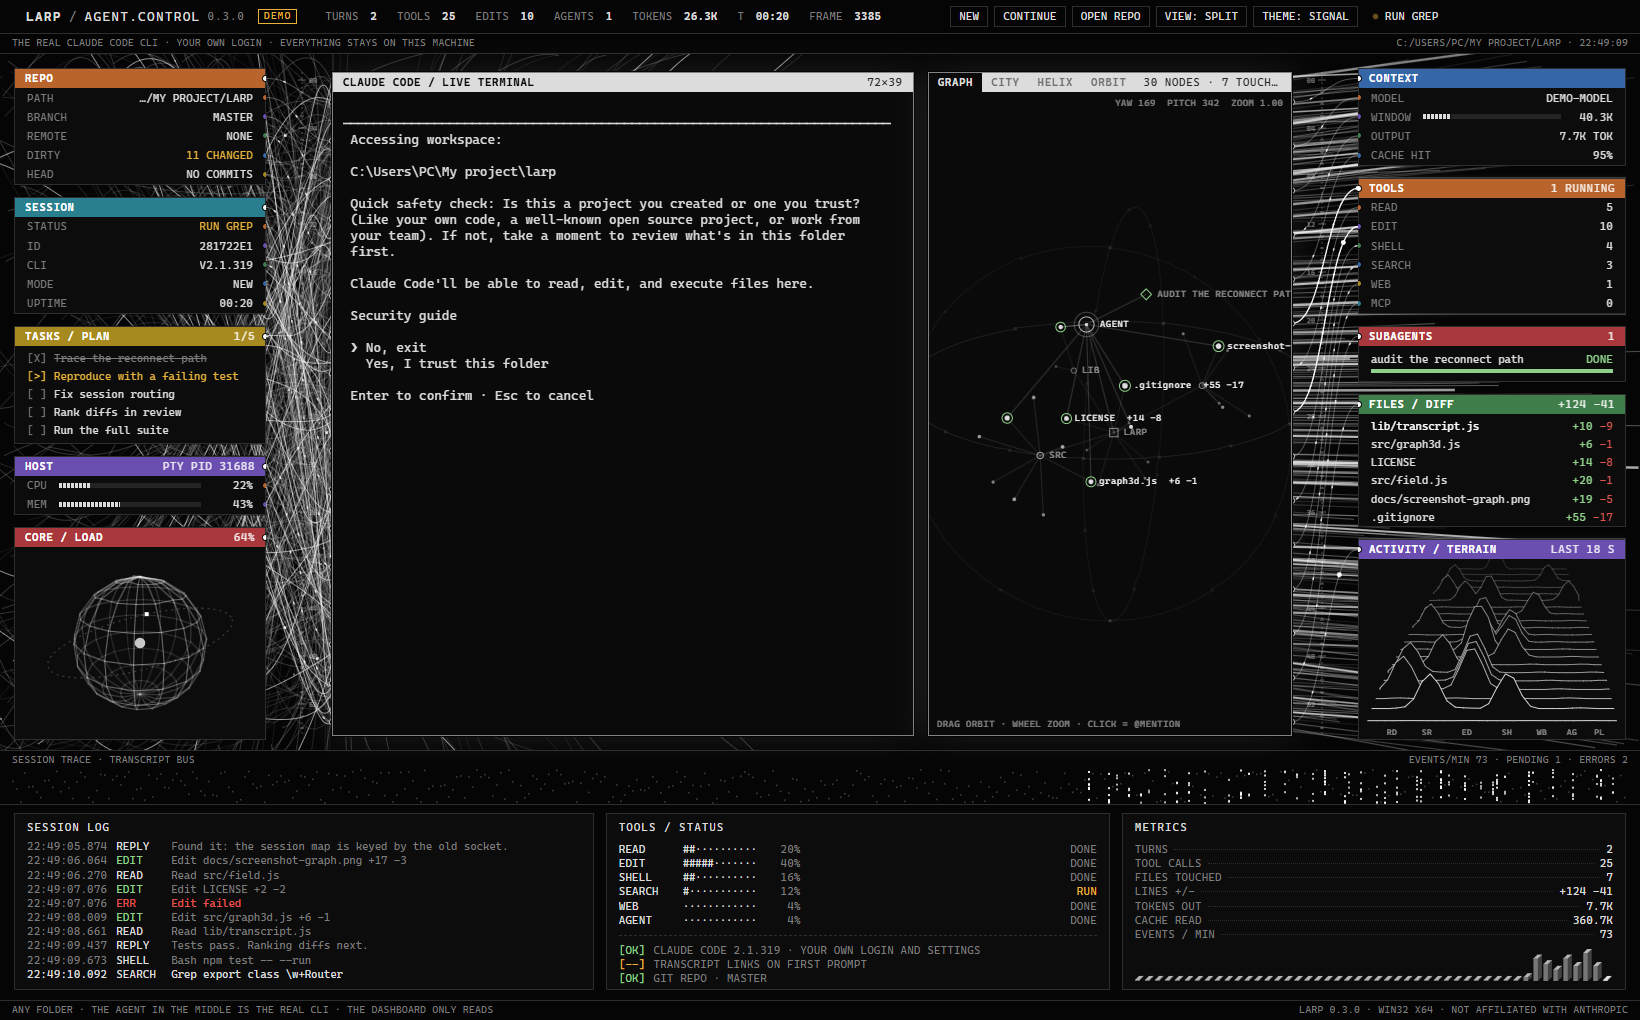 LARP / AGENT.CONTROL 0.3.0 DEMO TURNS 2 TOOLS 25 EDITS 10 AGENTS 1 TOKENS 26.3K T 00:20 FRAME 3385 NEW CONTINUE OPEN REPO VIEW: SPLIT THEME: SIGNAL RUN GREP
THE REAL CLAUDE CODE CLI · YOUR OWN LOGIN · EVERYTHING STAYS ON THIS MACHINE C:/USERS/PC/MY PROJECT/LARP · 22:49:09
REPO
PATH …/MY PROJECT/LARP
BRANCH MASTER
REMOTE NONE
DIRTY 11 CHANGED
HEAD NO COMMITS
SESSION
STATUS RUN GREP
ID 281722E1
CLI V2.1.319
MODE NEW
UPTIME 00:20
TASKS / PLAN 1/5
[X] Trace the reconnect path
[>] Reproduce with a failing test
[ ] Fix session routing
[ ] Rank diffs in review
[ ] Run the full suite
HOST PTY PID 31688
CPU 22%
MEM 43%
CORE / LOAD 64%
CLAUDE CODE / LIVE TERMINAL 72×39
Accessing workspace:
C:\Users\PC\My project\larp
Quick safety check: Is this a project you created or one you trust?
(Like your own code, a well-known open source project, or work from
your team). If not, take a moment to review what's in this folder
first.
Claude Code'll be able to read, edit, and execute files here.
Security guide
❯ No, exit
Yes, I trust this folder
Enter to confirm · Esc to cancel
GRAPH CITY HELIX ORBIT 30 NODES · 7 TOUCH…
YAW 169 PITCH 342 ZOOM 1.00
AUDIT THE RECONNECT PAT
AGENT
screenshot-
LIB
.gitignore +55 -17
LICENSE +14 -8
LARP
SRC
graph3d.js +6 -1
DRAG ORBIT · WHEEL ZOOM · CLICK = @MENTION
CONTEXT
MODEL DEMO-MODEL
WINDOW 40.3K
OUTPUT 7.7K TOK
CACHE HIT 95%
TOOLS 1 RUNNING
READ 5
EDIT 10
SHELL 4
SEARCH 3
WEB 1
MCP 0
SUBAGENTS 1
audit the reconnect path DONE
FILES / DIFF +124 -41
lib/transcript.js +10 -9
src/graph3d.js +6 -1
LICENSE +14 -8
src/field.js +20 -1
docs/screenshot-graph.png +19 -5
.gitignore +55 -17
ACTIVITY / TERRAIN LAST 18 S
RD SR ED SH WB AG PL
SESSION TRACE · TRANSCRIPT BUS EVENTS/MIN 73 · PENDING 1 · ERRORS 2
SESSION LOG
22:49:05.874 REPLY Found it: the session map is keyed by the old socket.
22:49:06.064 EDIT Edit docs/screenshot-graph.png +17 -3
22:49:06.270 READ Read src/field.js
22:49:07.076 EDIT Edit LICENSE +2 -2
22:49:07.076 ERR Edit failed
22:49:08.009 EDIT Edit src/graph3d.js +6 -1
22:49:08.661 READ Read lib/transcript.js
22:49:09.437 REPLY Tests pass. Ranking diffs next.
22:49:09.673 SHELL Bash npm test -- --run
22:49:10.092 SEARCH Grep export class \w+Router
TOOLS / STATUS
READ ##·········· 20% DONE
EDIT #####······· 40% DONE
SHELL ##·········· 16% DONE
SEARCH #··········· 12% RUN
WEB ············ 4% DONE
AGENT ············ 4% DONE
[OK] CLAUDE CODE 2.1.319 · YOUR OWN LOGIN AND SETTINGS
[--] TRANSCRIPT LINKS ON FIRST PROMPT
[OK] GIT REPO · MASTER
METRICS
TURNS 2
TOOL CALLS 25
FILES TOUCHED 7
LINES +/- +124 -41
TOKENS OUT 7.7K
CACHE READ 360.7K
EVENTS / MIN 73
ANY FOLDER · THE AGENT IN THE MIDDLE IS THE REAL CLI · THE DASHBOARD ONLY READS LARP 0.3.0 · WIN32 X64 · NOT AFFILIATED WITH ANTHROPIC